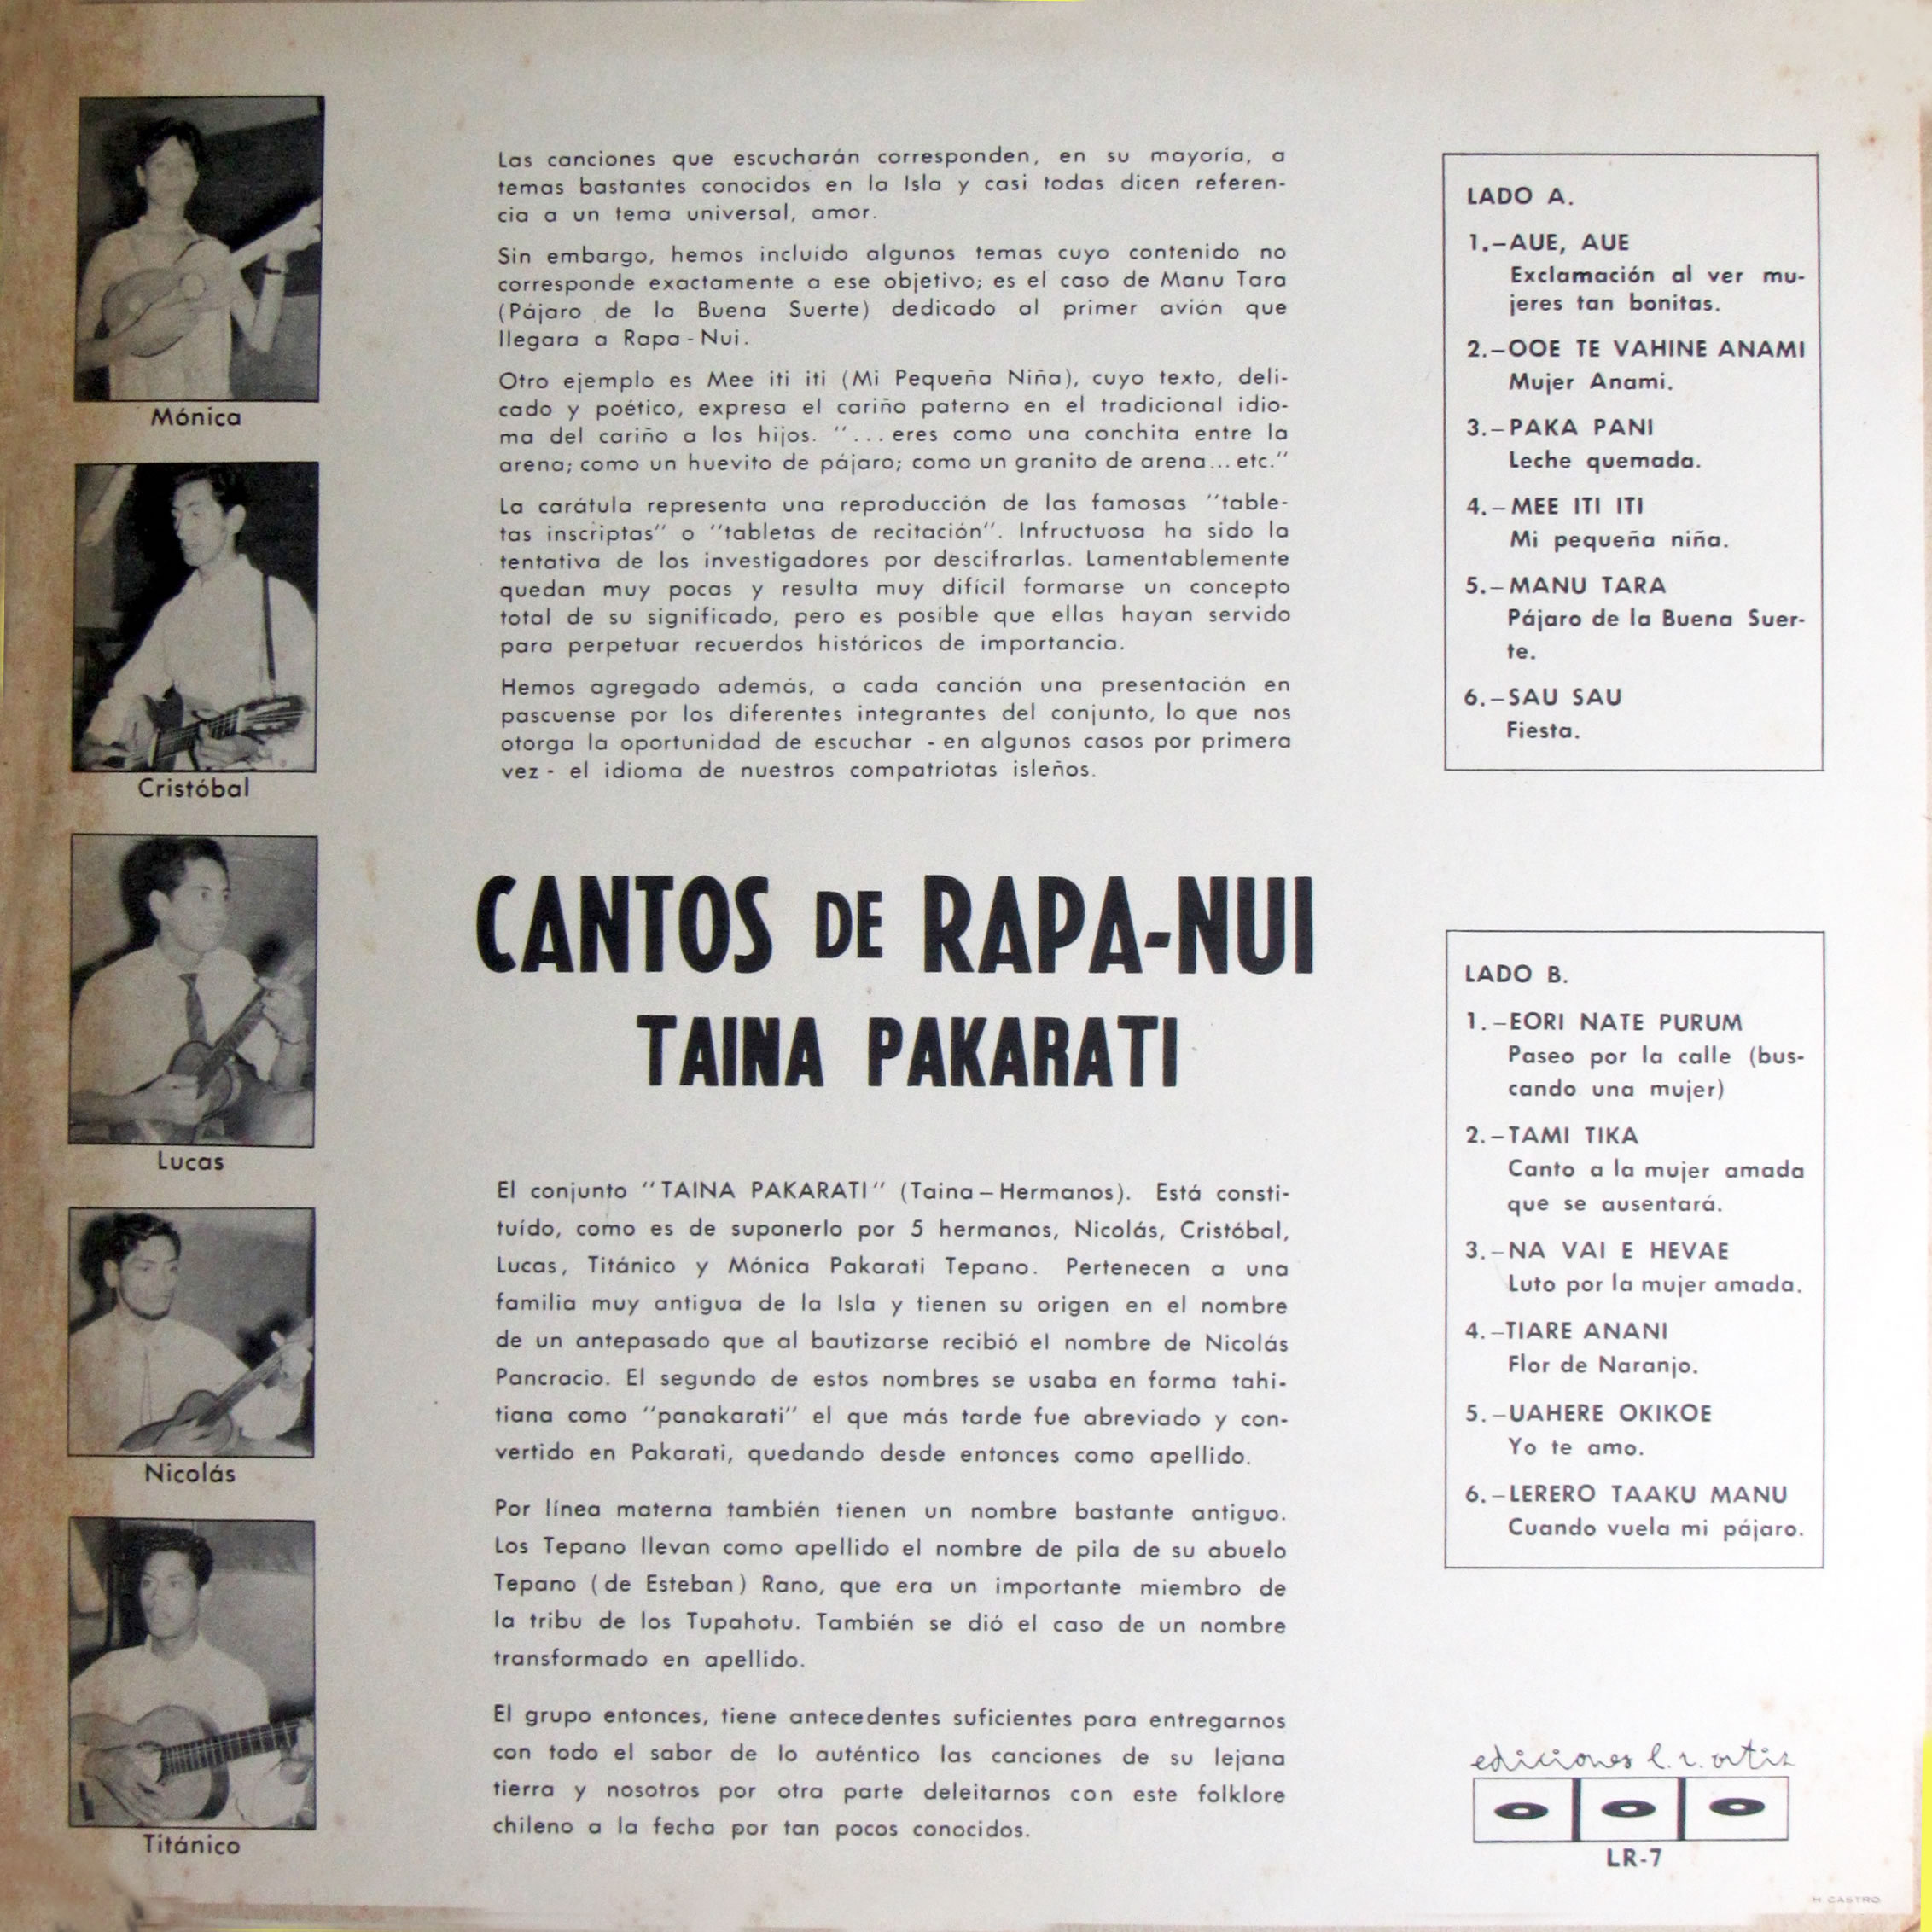 Mónica
Cristóbal
Lucas
Nicolás
Titánico
Las canciones que escucharán corresponden, en su mayoría, a
temas bastantes conocidos en la Isla y casi todas dicen referen-
cia a un tema universal, amor.
Sin embargo, hemos incluído algunos temas cuyo contenido no
corresponde exactamente a ese objetivo; es el caso de Manu Tara
(Pájaro de la Buena Suerte) dedicado al primer avión que
llegara a Rapa - Nui.
Otro ejemplo es Mee iti iti (Mi Pequeña Niña), cuyo texto, deli-
cado y poético, expresa el cariño paterno en el tradicional idio-
ma del cariño a los hijos. "... eres como una conchita entre la
arena; como un huevito de pájaro; como un granito de arena... etc."
La carátula representa una reproducción de las famosas "table-
tas inscriptas" o "tabletas de recitación". Infructuosa ha sido la
tentativa de los investigadores por descifrarlas. Lamentablemente
quedan muy pocas y resulta muy difícil formarse un concepto
total de su significado, pero es posible que ellas hayan servido
para perpetuar recuerdos históricos de importancia.
Hemos agregado además, a cada canción una presentación en
pascuense por los diferentes integrantes del conjunto, lo que nos
otorga la oportunidad de escuchar - en algunos casos por primera
vez - el idioma de nuestros compatriotas isleños.
CANTOS DE RAPA-NUI
TAINA PAKARATI
El conjunto "TAINA PAKARATI" (Taina – Hermanos). Está consti-
tuído, como es de suponerlo por 5 hermanos, Nicolás, Cristóbal,
Lucas, Titánico y Mónica Pakarati Tepano. Pertenecen a una
familia muy antigua de la Isla y tienen su origen en el nombre
de un antepasado que al bautizarse recibió el nombre de Nicolás
Pancracio. El segundo de estos nombres se usaba en forma tahi-
tiana como "panakarati" el que más tarde fue abreviado y con-
vertido en Pakarati, quedando desde entonces como apellido.
Por línea materna también tienen un nombre bastante antiguo.
Los Tepano llevan como apellido el nombre de pila de su abuelo
Tepano (de Esteban) Rano, que era un importante miembro de
la tribu de los Tupahotu. También se dió el caso de un nombre
transformado en apellido.
El grupo entonces, tiene antecedentes suficientes para entregarnos
con todo el sabor de lo auténtico las canciones de su lejana
tierra y nosotros por otra parte deleitarnos con este folklore
chileno a la fecha por tan pocos conocidos.
LADO A.
1.–AUE, AUE
Exclamación al ver mu-
jeres tan bonitas.
2.–OOE TE VAHINE ANAMI
Mujer Anami.
3.–PAKA PANI
Leche quemada.
4.–MEE ITI ITI
Mi pequeña niña.
5.–MANU TARA
Pájaro de la Buena Suer-
te.
6.–SAU SAU
Fiesta.
LADO B.
1.–EORI NATE PURUM
Paseo por la calle (bus-
cando una mujer)
2.–TAMI TIKA
Canto a la mujer amada
que se ausentará.
3.–NA VAI E HEVAE
Luto por la mujer amada.
4.–TIARE ANANI
Flor de Naranjo.
5.–UAHERE OKIKOE
Yo te amo.
6.–LERERO TAAKU MANU
Cuando vuela mi pájaro.
ediciones l. r. ortiz
LR-7
H. CASTRO